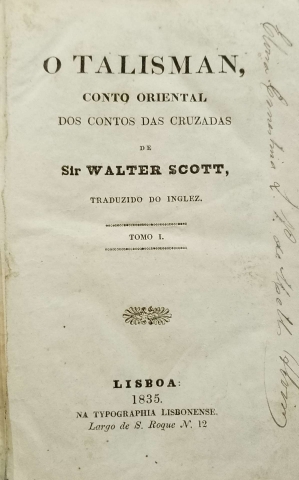 O TALISMAN,
CONTO ORIENTAL
DOS CONTOS DAS CRUZADAS
DE
Sir WALTER SCOTT,
TRADUZIDO DO INGLEZ.
TOMO I.
LISBOA:
1835.
NA TYPOGRAPHIA LISBONENSE.
Largo de S. Roque N. 12
Ernestina